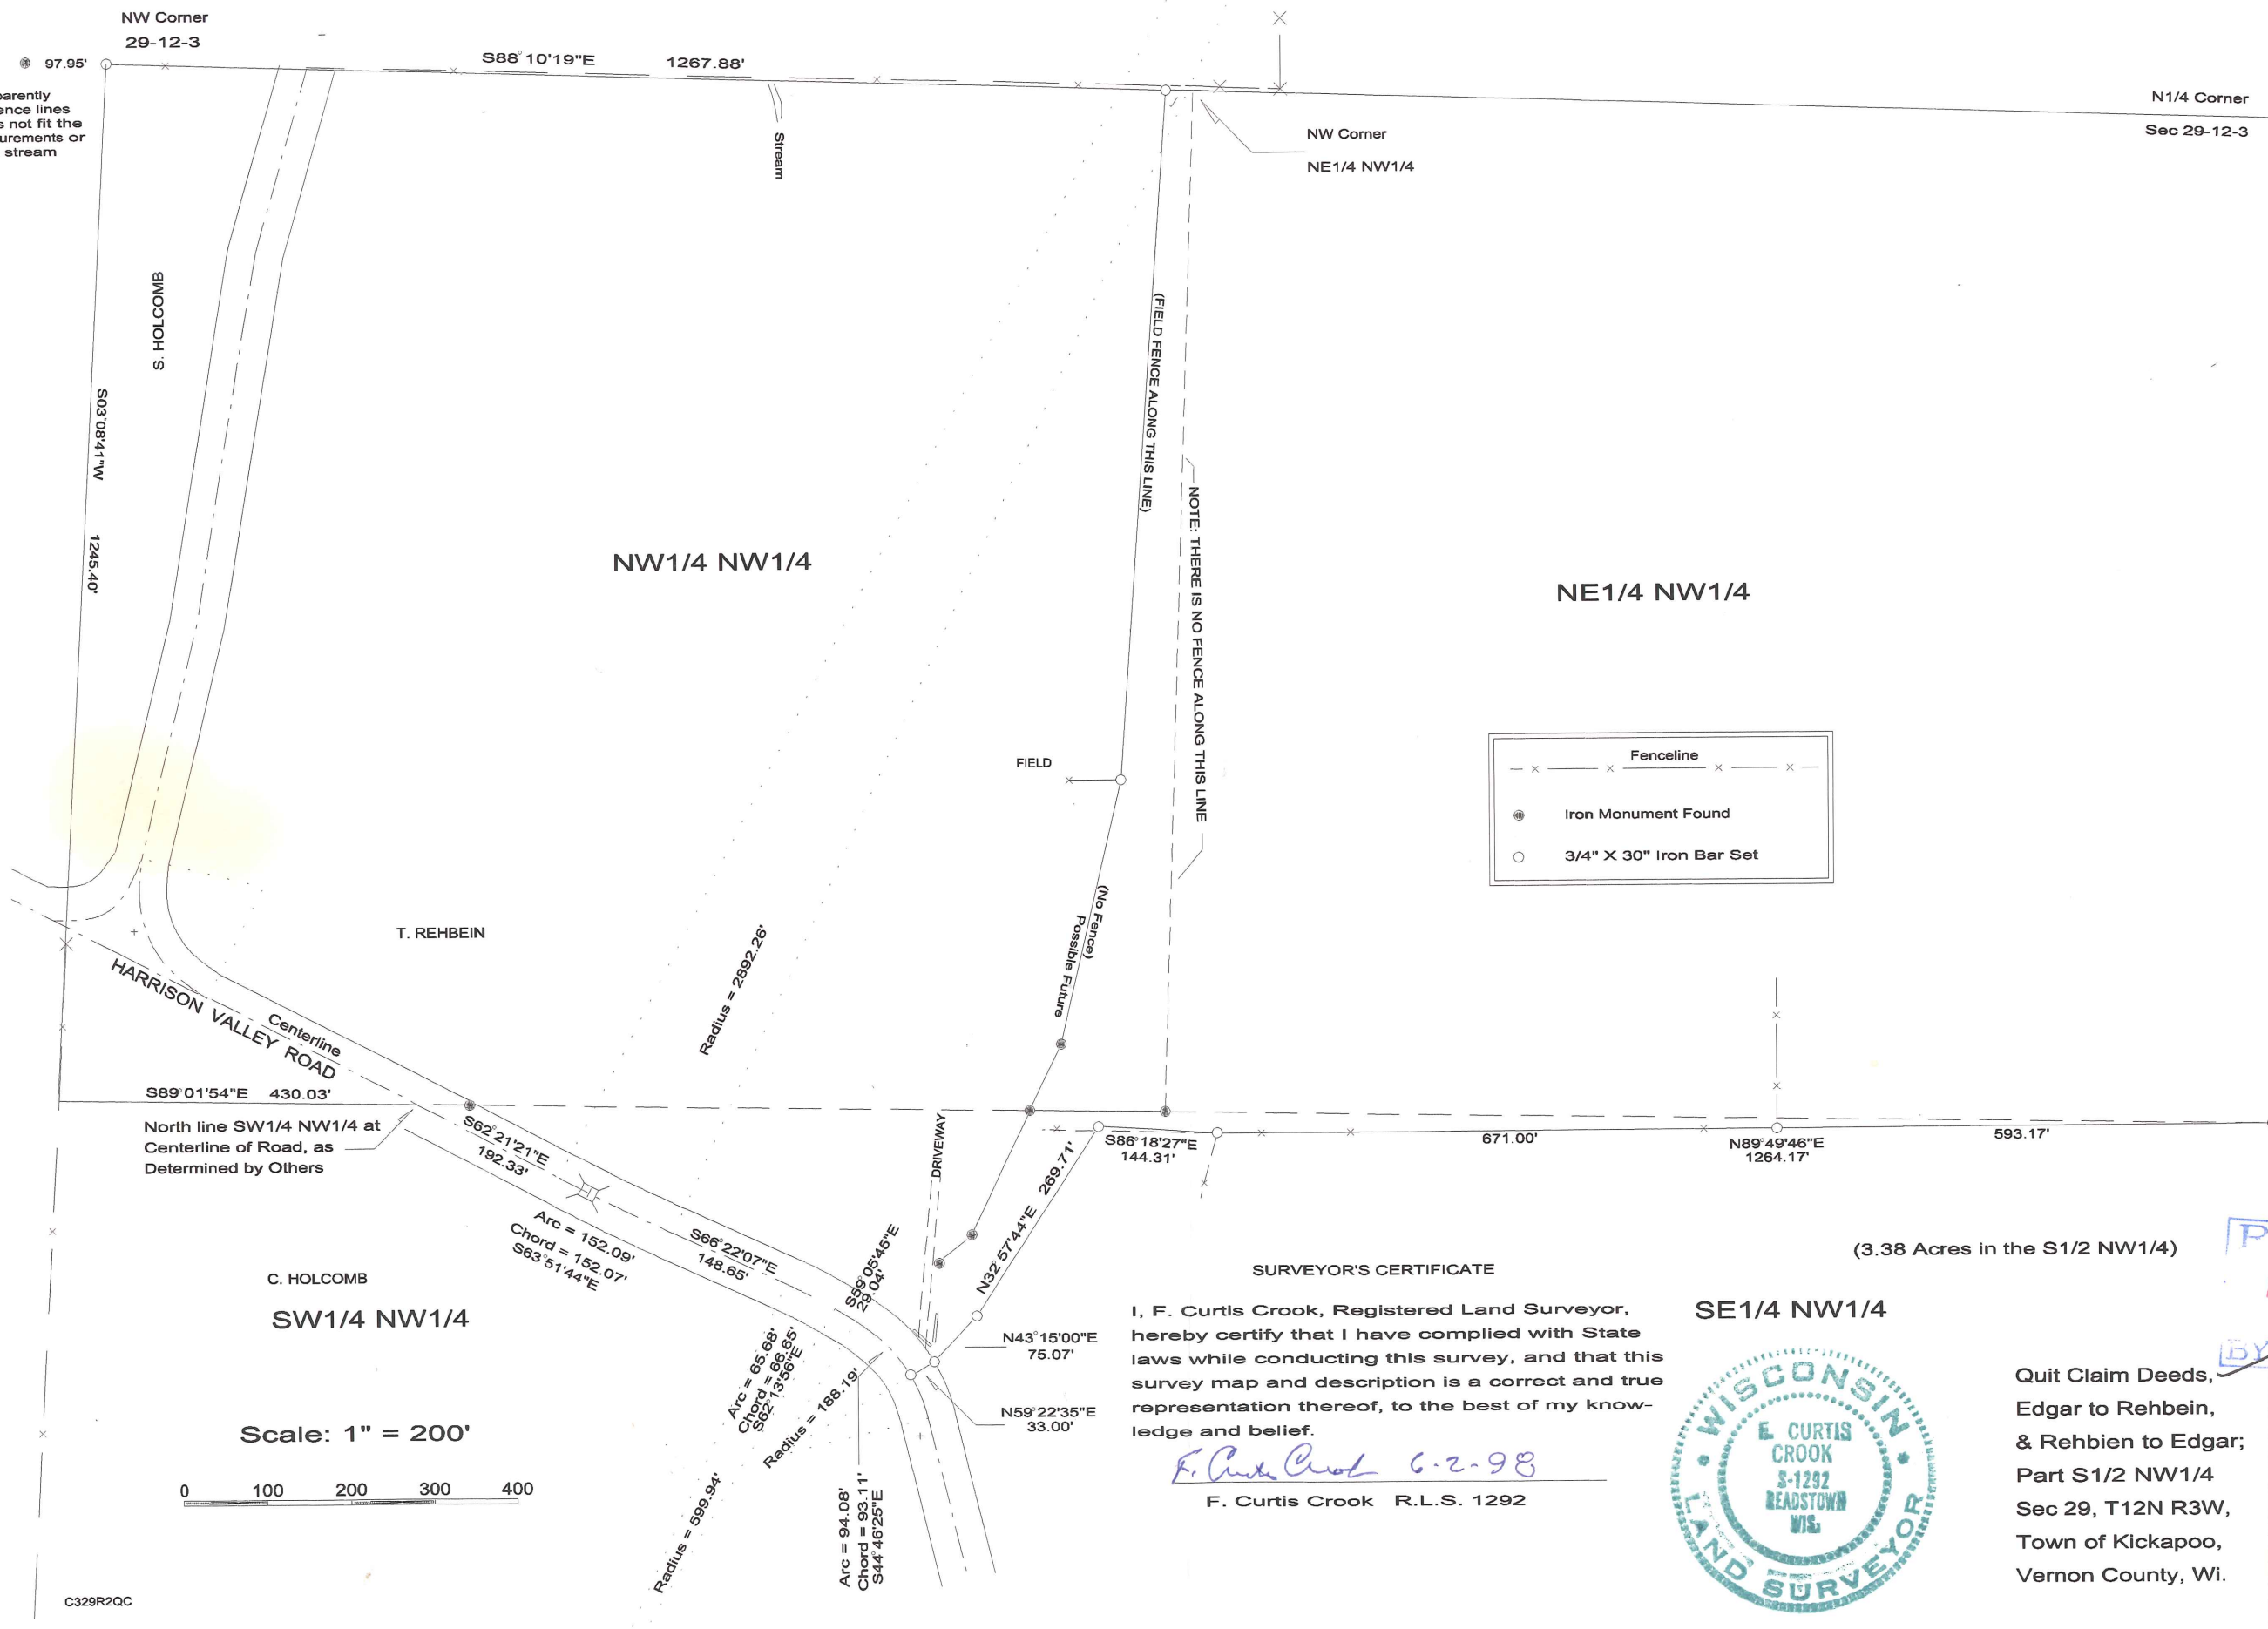 NW Corner
29-12-3
97.95'
S88°10'19"E 1267.88'
ence lines
s not fit the
urements or
stream
Stream
NW Corner
NE1/4 NW1/4
N1/4 Corner
Sec 29-12-3
S. HOLCOMB
S03°08'41"W 1245.40'
(FIELD FENCE ALONG THIS LINE)
NOTE: THERE IS NO FENCE ALONG THIS LINE
NW1/4 NW1/4
NE1/4 NW1/4
Fenceline
Iron Monument Found
3/4" X 30" Iron Bar Set
FIELD
(No Fence)
Possible Future
T. REHBEIN
Radius = 2892.26'
HARRISON VALLEY ROAD
Centerline
S89°01'54"E 430.03'
North line SW1/4 NW1/4 at
Centerline of Road, as
Determined by Others
S62°21'21"E
192.33'
Arc = 152.09'
Chord = 152.07'
S63°51'44"E
S66°22'07"E
148.65'
S59°05'45"E
29.04'
DRIVEWAY
N32°57'44"E 269.71'
S86°18'27"E
144.31'
671.00'
N89°49'46"E
1264.17'
593.17'
C. HOLCOMB
SW1/4 NW1/4
Arc = 65.68'
Chord = 66.65'
S62°13'56"E
Radius = 188.19'
Radius = 599.94'
Arc = 94.08'
Chord = 93.11'
S44°46'25"E
N43°15'00"E
75.07'
N59°22'35"E
33.00'
Scale: 1" = 200'
0 100 200 300 400
C329R2QC
SURVEYOR'S CERTIFICATE
I, F. Curtis Crook, Registered Land Surveyor,
hereby certify that I have complied with State
laws while conducting this survey, and that this
survey map and description is a correct and true
representation thereof, to the best of my know-
ledge and belief.
F. Curtis Crook 6-2-98
F. Curtis Crook R.L.S. 1292
(3.38 Acres in the S1/2 NW1/4)
SE1/4 NW1/4
WISCONSIN
F. CURTIS
CROOK
S-1292
READSTOWN
WIS.
LAND SURVEYOR
BY
Quit Claim Deeds,
Edgar to Rehbein,
& Rehbien to Edgar;
Part S1/2 NW1/4
Sec 29, T12N R3W,
Town of Kickapoo,
Vernon County, Wi.